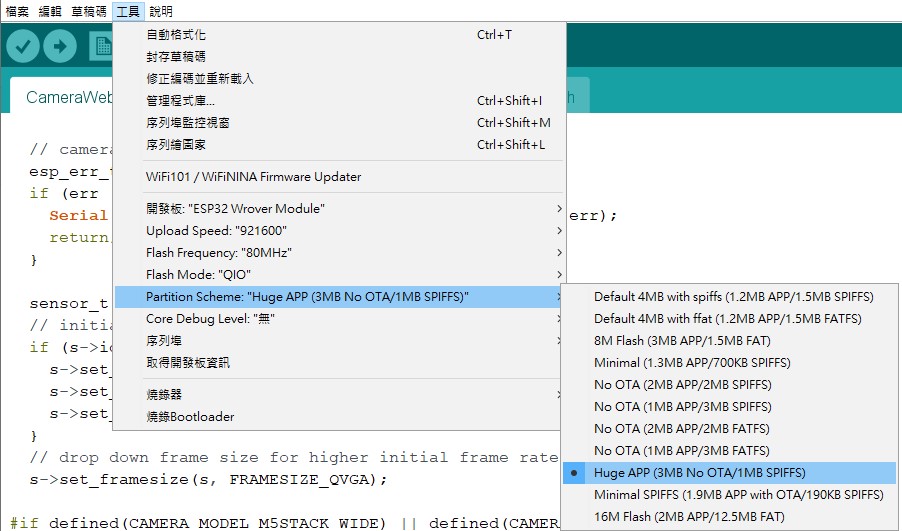 檔案 編輯 草稿碼 工具 說明
CameraWeb
自動格式化 Ctrl+T
封存草稿碼
修正編碼並重新載入
管理程式庫... Ctrl+Shift+I
序列埠監控視窗 Ctrl+Shift+M
序列繪圖家 Ctrl+Shift+L
WiFi101 / WiFiNINA Firmware Updater
開發板: "ESP32 Wrover Module"
Upload Speed: "921600"
Flash Frequency: "80MHz"
Flash Mode: "QIO"
Partition Scheme: "Huge APP (3MB No OTA/1MB SPIFFS)"
Core Debug Level: "無"
序列埠
取得開發板資訊
燒錄器
燒錄Bootloader
Default 4MB with spiffs (1.2MB APP/1.5MB SPIFFS)
Default 4MB with ffat (1.2MB APP/1.5MB FATFS)
8M Flash (3MB APP/1.5MB FAT)
Minimal (1.3MB APP/700KB SPIFFS)
No OTA (2MB APP/2MB SPIFFS)
No OTA (1MB APP/3MB SPIFFS)
No OTA (2MB APP/2MB FATFS)
No OTA (1MB APP/3MB FATFS)
Huge APP (3MB No OTA/1MB SPIFFS)
Minimal SPIFFS (1.9MB APP with OTA/190KB SPIFFS)
16M Flash (2MB APP/12.5MB FAT)
// camera
esp_err_
if (err
Serial err);
return
}
sensor_t
// initia
if (s->i
s->set_
s->set_
s->set_
}
// drop down frame size for higher initial frame rate
s->set_framesize(s, FRAMESIZE_QVGA);
#if defined(CAMERA_MODEL_M5STACK_WIDE) || defined(CAMER